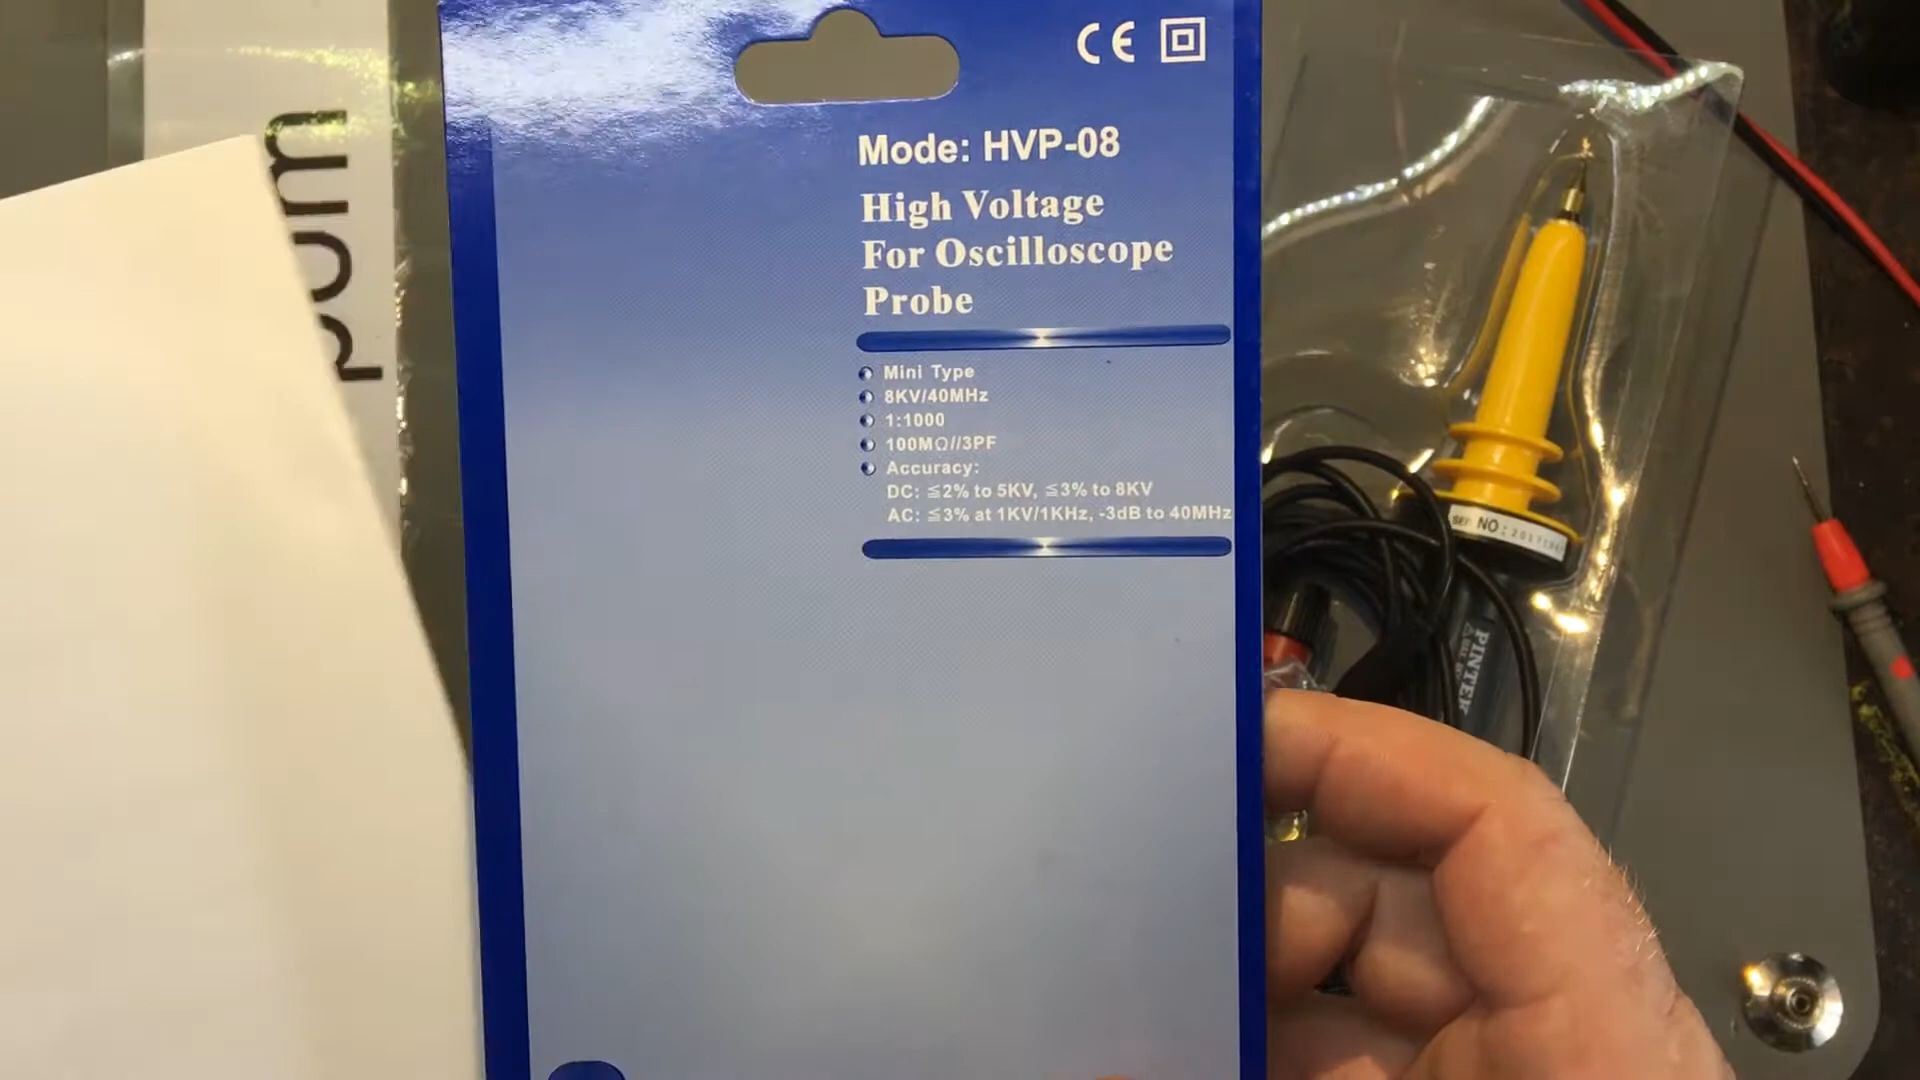 CE
Mode: HVP-08
High Voltage
For Oscilloscope
Probe
Mini Type
8KV/40MHz
1:1000
100MΩ//3PF
Accuracy:
DC: ≦2% to 5KV, ≦3% to 8KV
AC: ≦3% at 1KV/1KHz, -3dB to 40MHz
NO:
PINTEK